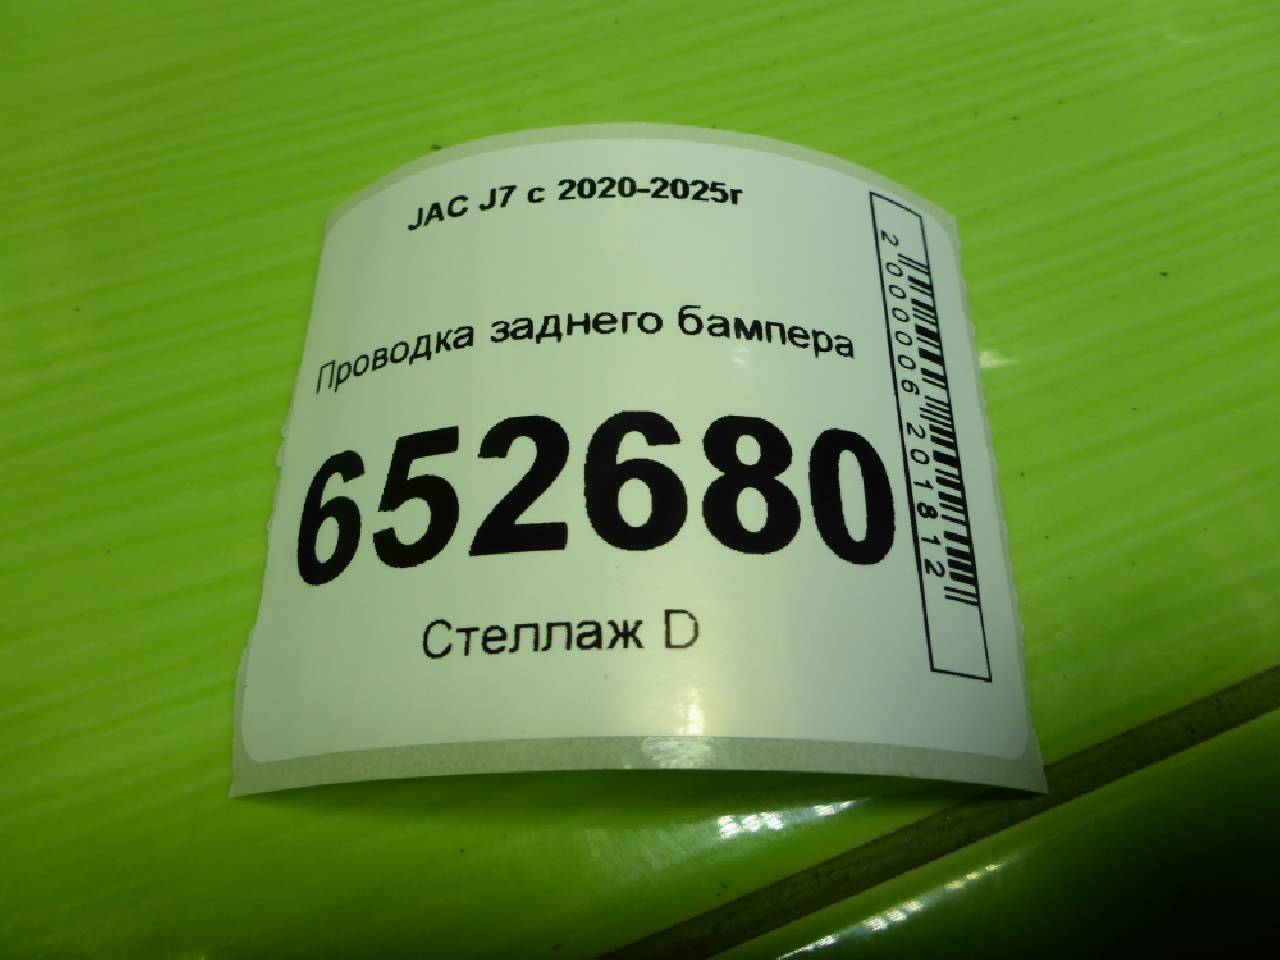 JAC J7 с 2020-2025г
Проводка заднего бампера
652680
Стеллаж D
2000006201812